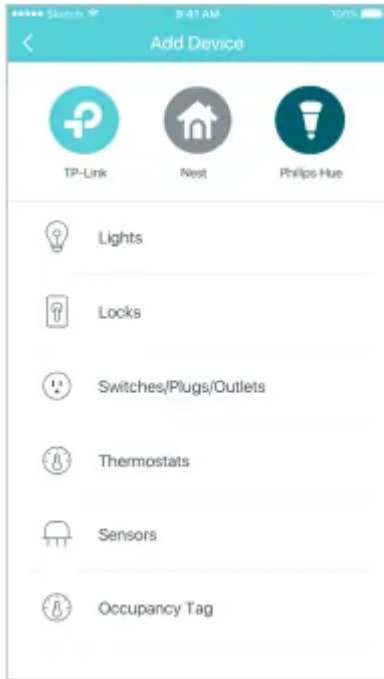 Sketch 9:41 AM 100%
Add Device
TP-Link Nest Philips Hue
Lights
Locks
Switches/Plugs/Outlets
Thermostats
Sensors
Occupancy Tag